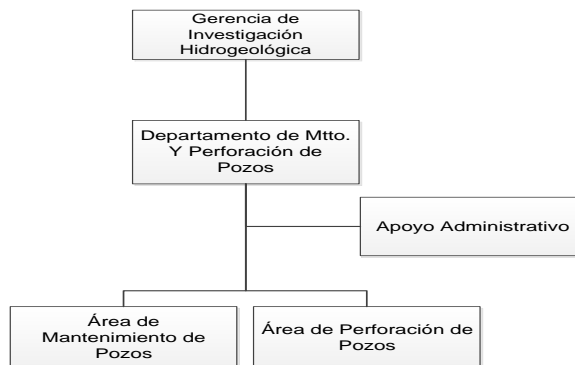 Gerencia de
Investigación
Hidrogeológica
Departamento de Mtto.
Y Perforación de
Pozos
Apoyo Administrativo
Área de
Mantenimiento de
Pozos
Área de Perforación de
Pozos